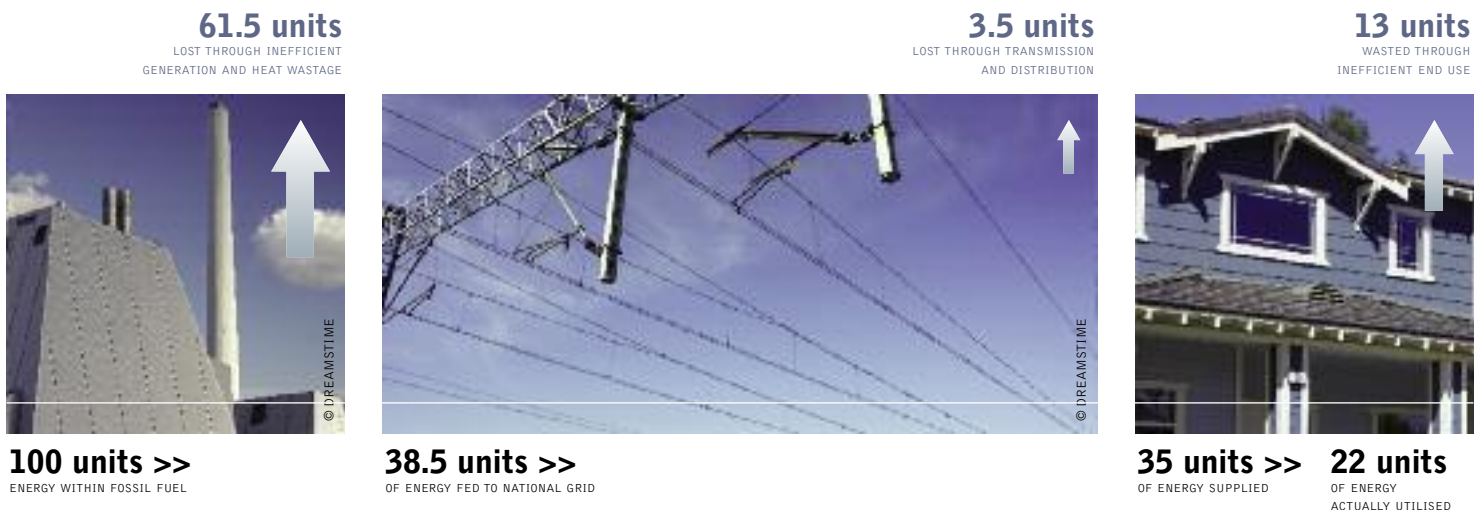 61.5 units
LOST THROUGH INEFFICIENT
GENERATION AND HEAT WASTAGE
3.5 units
LOST THROUGH TRANSMISSION
AND DISTRIBUTION
13 units
WASTED THROUGH
INEFFICIENT END USE
© DREAMSTIME
© DREAMSTIME
100 units >>
ENERGY WITHIN FOSSIL FUEL
38.5 units >>
OF ENERGY FED TO NATIONAL GRID
35 units >>
OF ENERGY SUPPLIED
22 units
OF ENERGY
ACTUALLY UTILISED